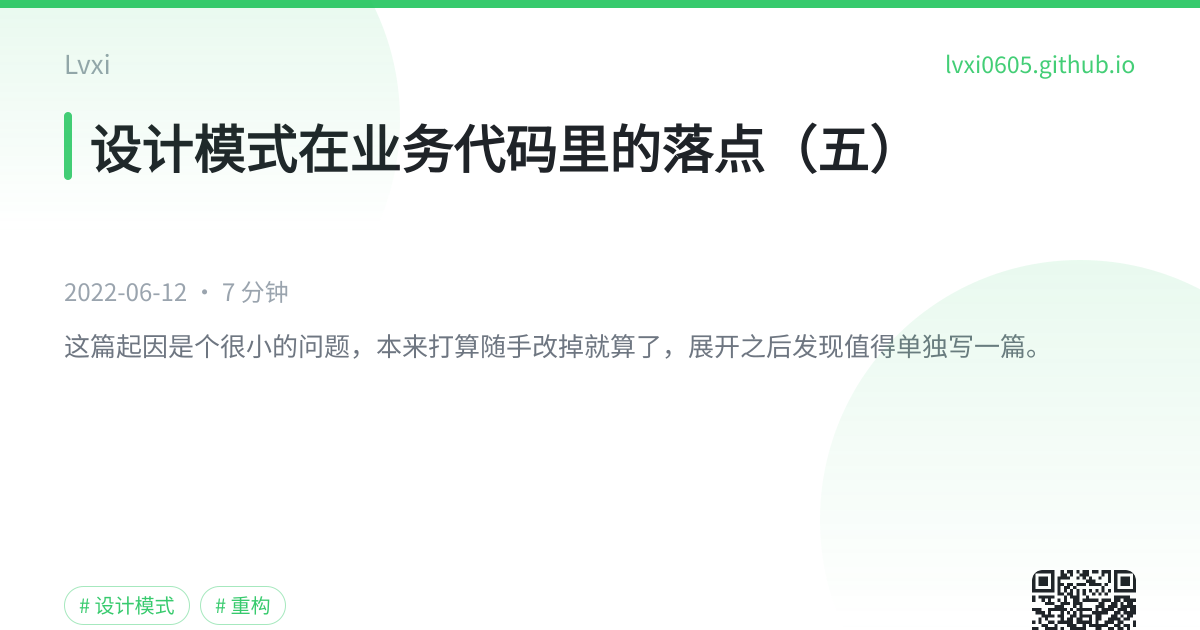 Lvxi
lvxi0605.github.io
设计模式在业务代码里的落点（五）
2022-06-12 · 7 分钟
这篇起因是个很小的问题，本来打算随手改掉就算了，展开之后发现值得单独写一篇。
# 设计模式
# 重构